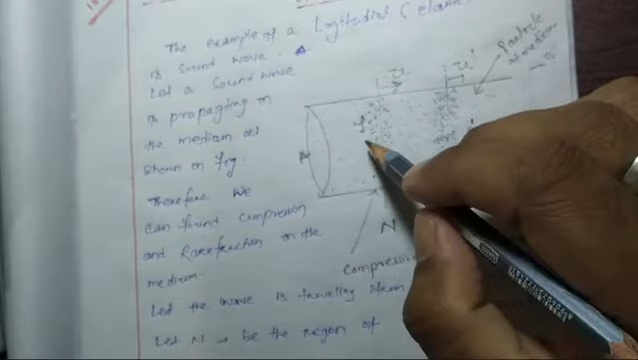 The example of a Logitadias (elastic
is sound wave.
Let a sound wave
is propagating in
the medium as
shown in fig.
Therefore we
can found compression
and Rarefaction in the
medium.
Let the wave is travelling
Let N → be the region of
u
u'
Particle
N
Compression